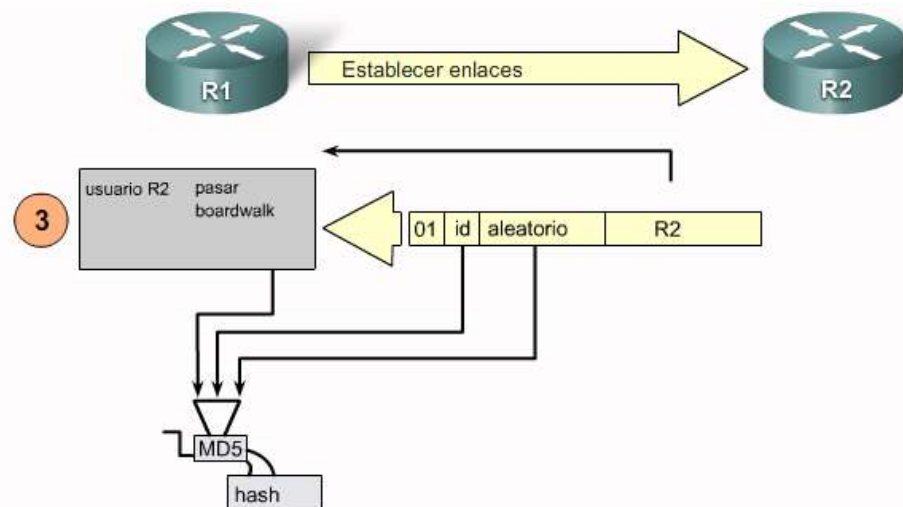 Establecer enlaces
R1
R2
3
usuario R2 pasar
boardwalk
01 id aleatorio R2
MD5
hash